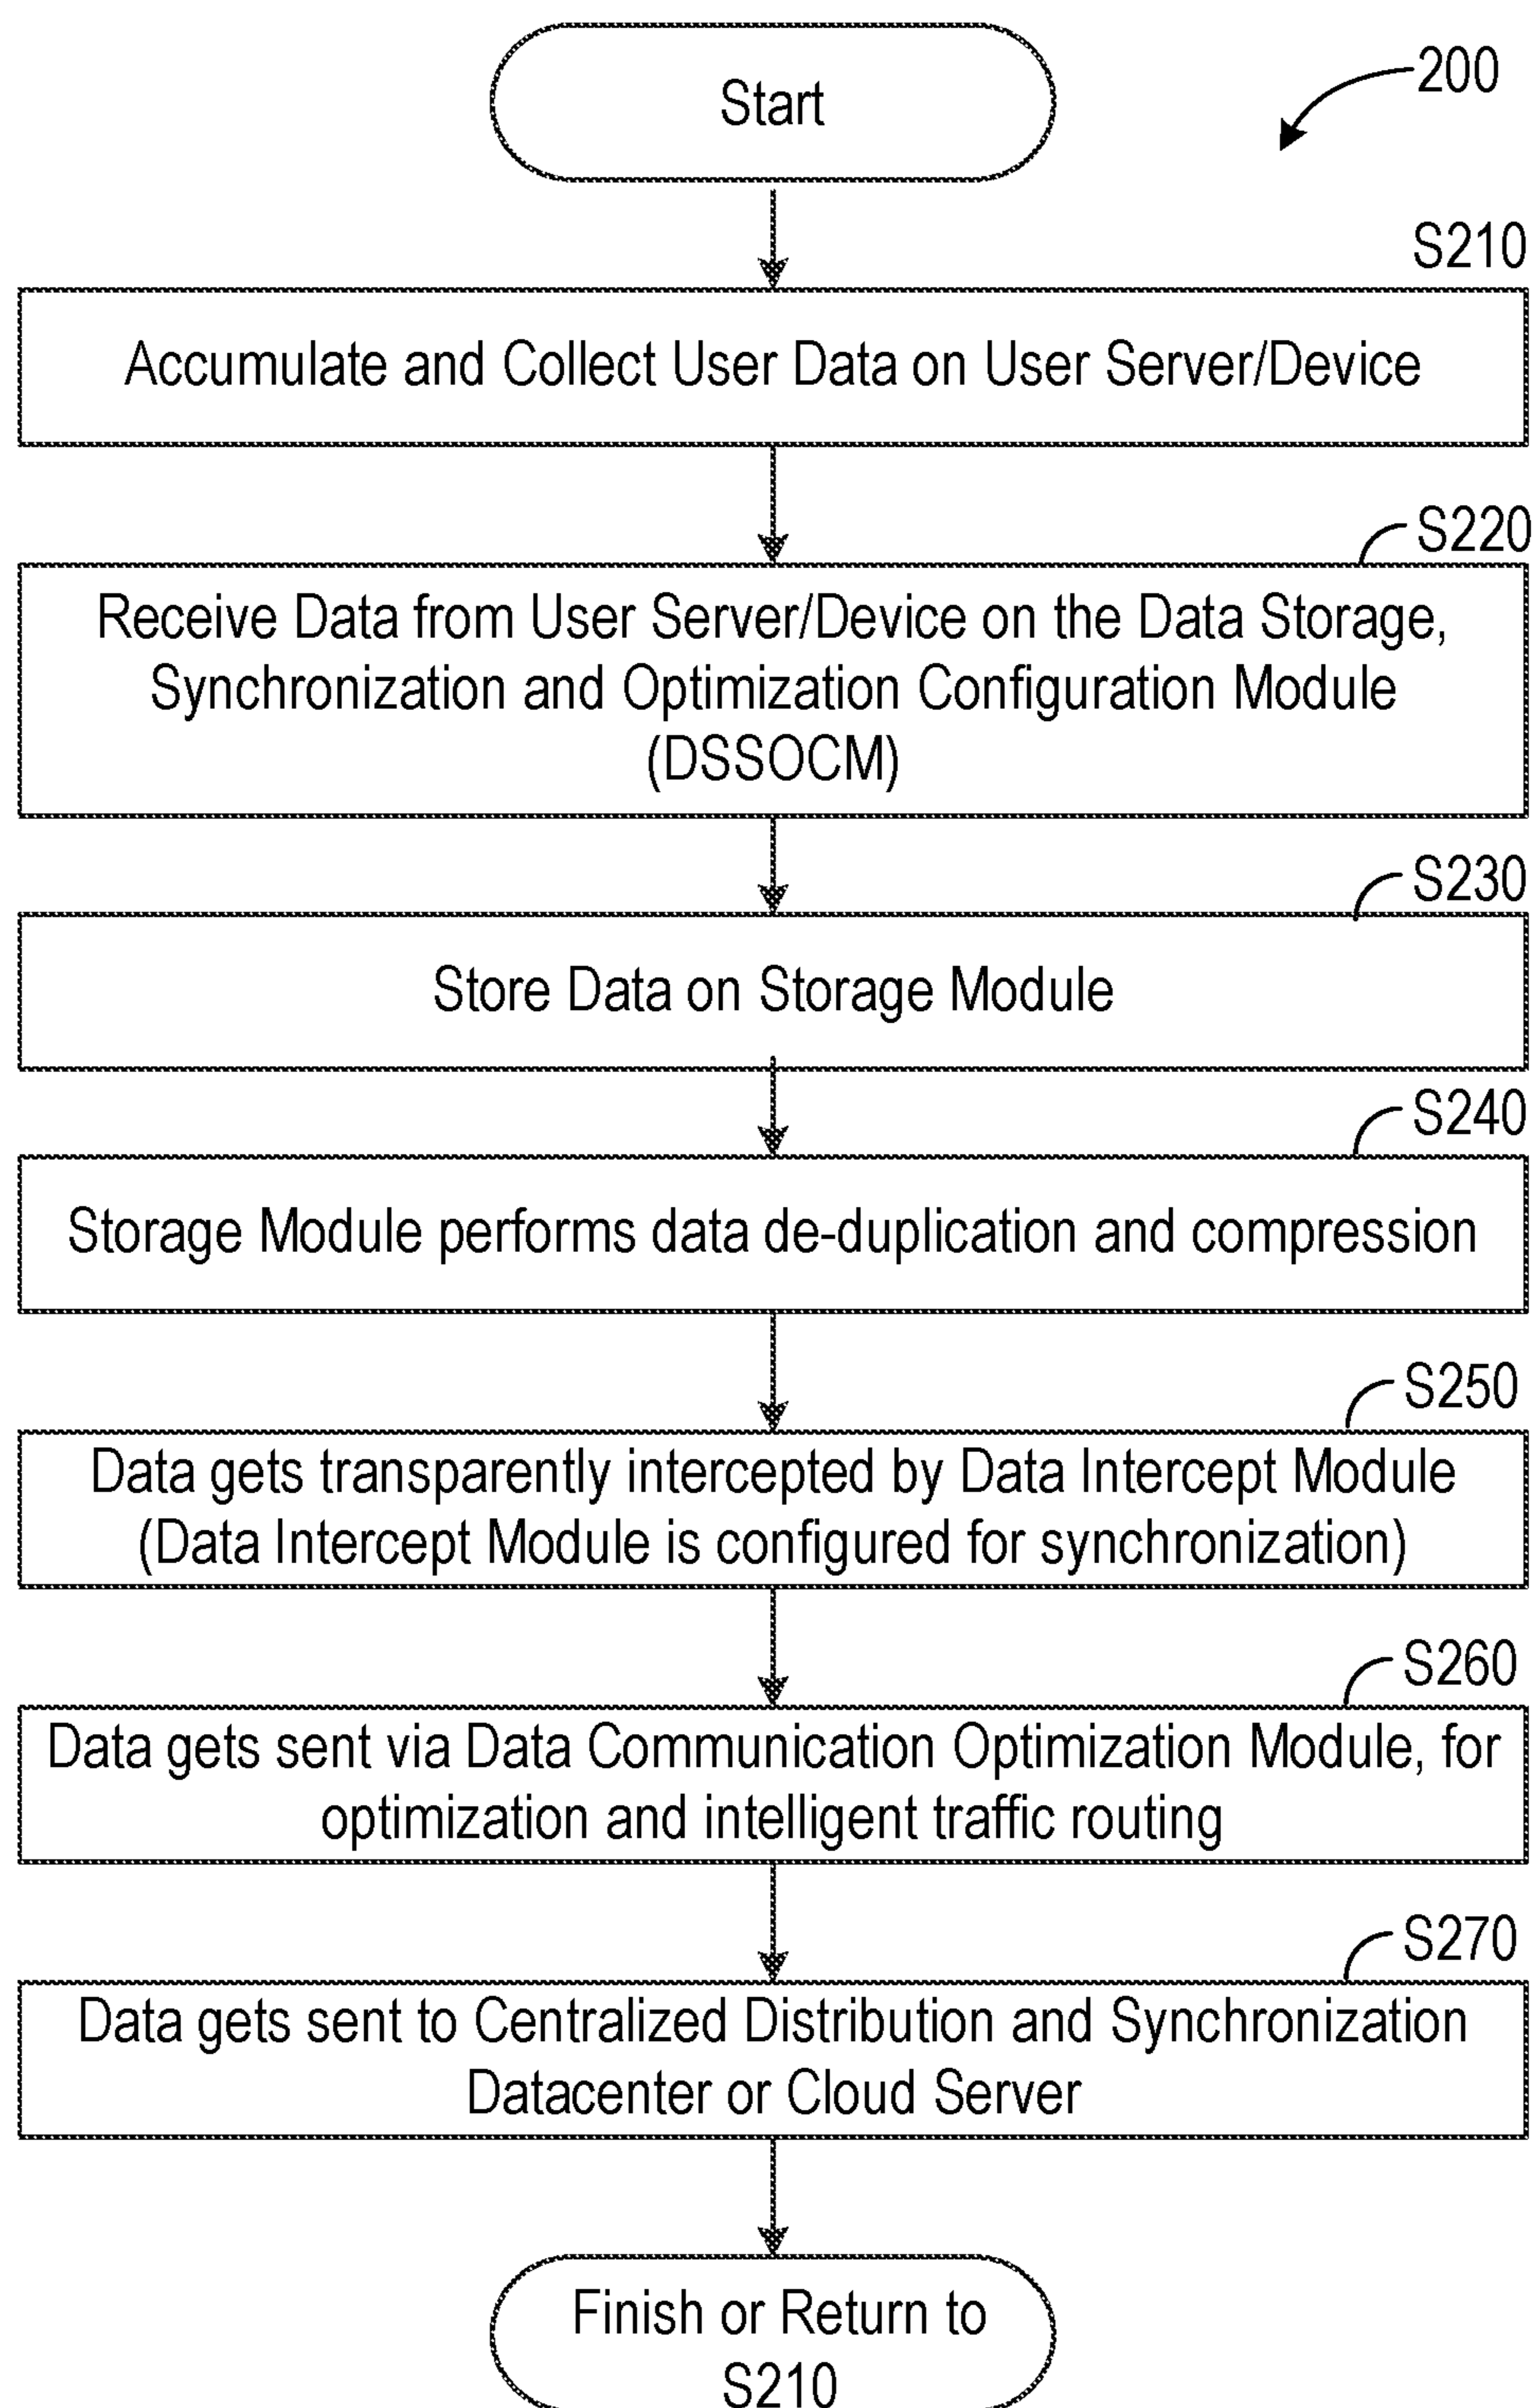 Start
200
S210
Accumulate and Collect User Data on User Server/Device
S220
Receive Data from User Server/Device on the Data Storage,
Synchronization and Optimization Configuration Module
(DSSOCM)
S230
Store Data on Storage Module
S240
Storage Module performs data de-duplication and compression
S250
Data gets transparently intercepted by Data Intercept Module
(Data Intercept Module is configured for synchronization)
S260
Data gets sent via Data Communication Optimization Module, for
optimization and intelligent traffic routing
S270
Data gets sent to Centralized Distribution and Synchronization
Datacenter or Cloud Server
Finish or Return to
S210